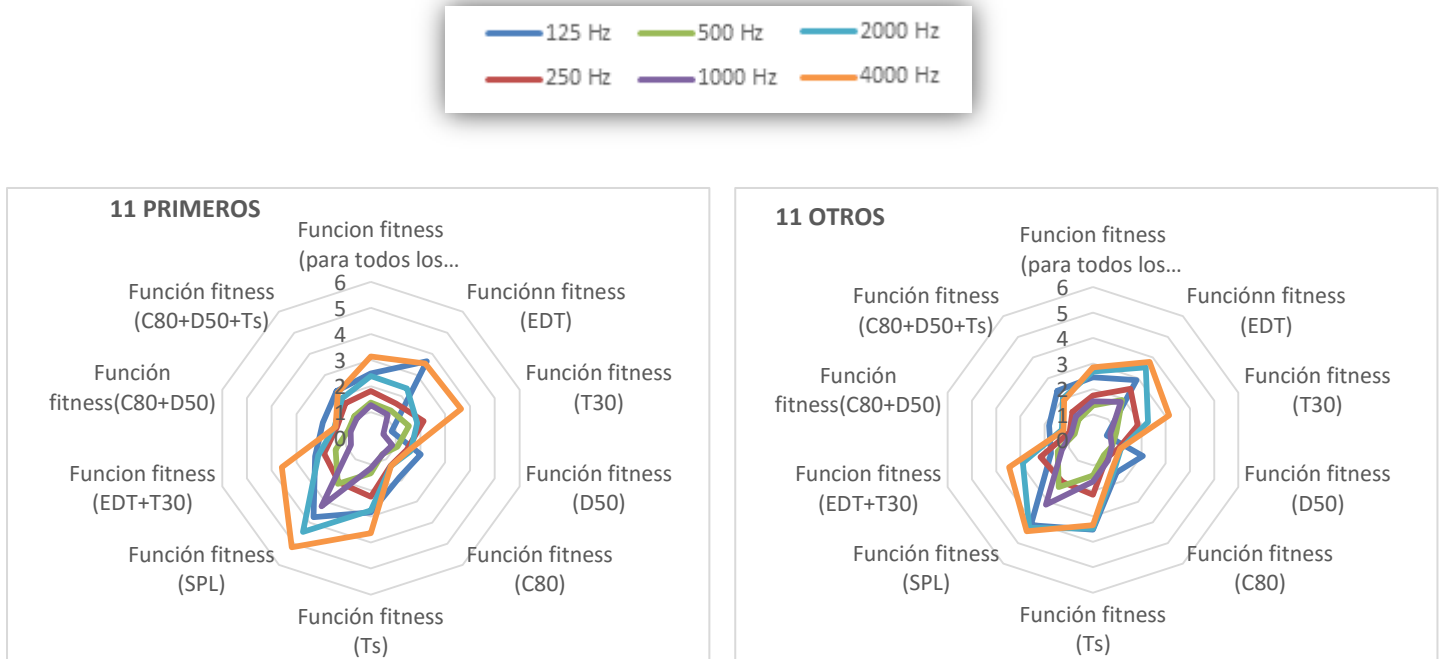 125 Hz 500 Hz 2000 Hz
250 Hz 1000 Hz 4000 Hz
11 PRIMEROS
Funcion fitness
(para todos los...
Funciónn fitness
(EDT)
Función fitness
(T30)
Función fitness
(D50)
Función fitness
(C80)
Función fitness
(Ts)
Función fitness
(SPL)
Funcion fitness
(EDT+T30)
Función
fitness(C80+D50)
Función fitness
(C80+D50+Ts)
6
5
4
3
2
1
0
11 OTROS
Funcion fitness
(para todos los...
Funciónn fitness
(EDT)
Función fitness
(T30)
Función fitness
(D50)
Función fitness
(C80)
Función fitness
(Ts)
Función fitness
(SPL)
Funcion fitness
(EDT+T30)
Función
fitness(C80+D50)
Función fitness
(C80+D50+Ts)
6
5
4
3
2
1
0